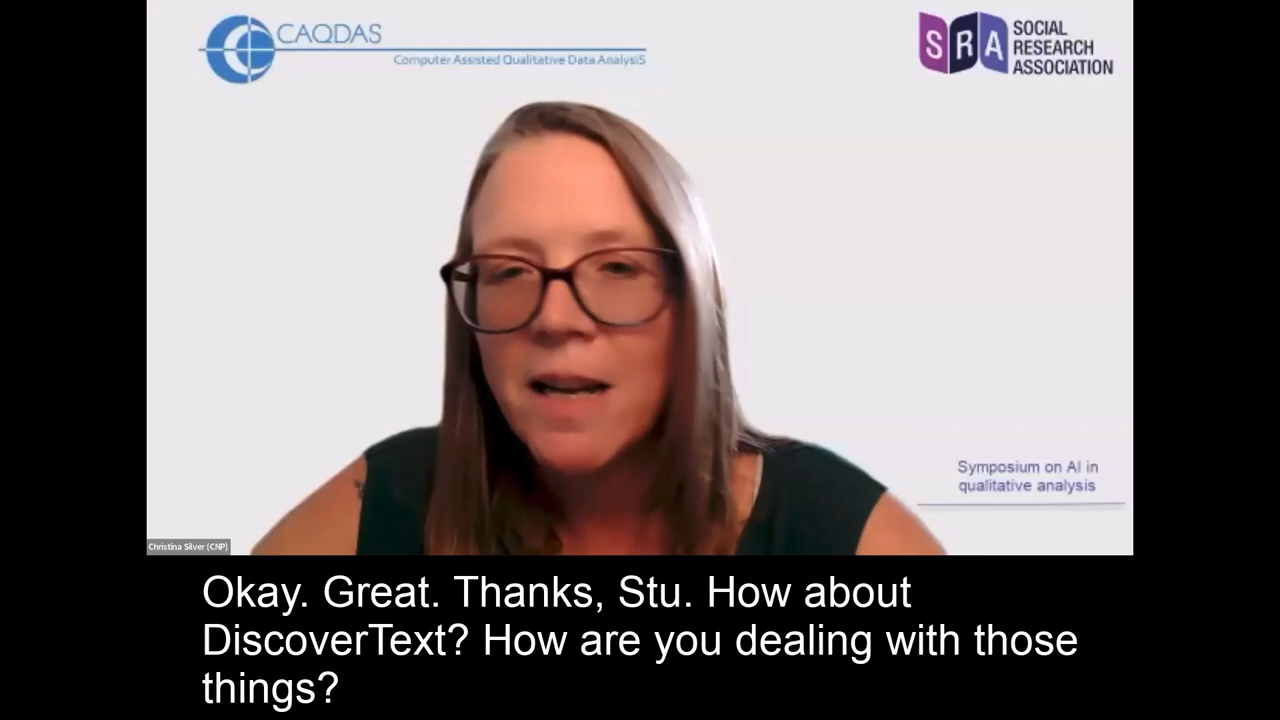 CAQDAS
Computer Assisted Qualitative Data AnalysiS
SRA
SOCIAL
RESEARCH
ASSOCIATION
Symposium on AI in
qualitative analysis
Christina Silver (CNP)
Okay. Great. Thanks, Stu. How about
DiscoverText? How are you dealing with those
things?